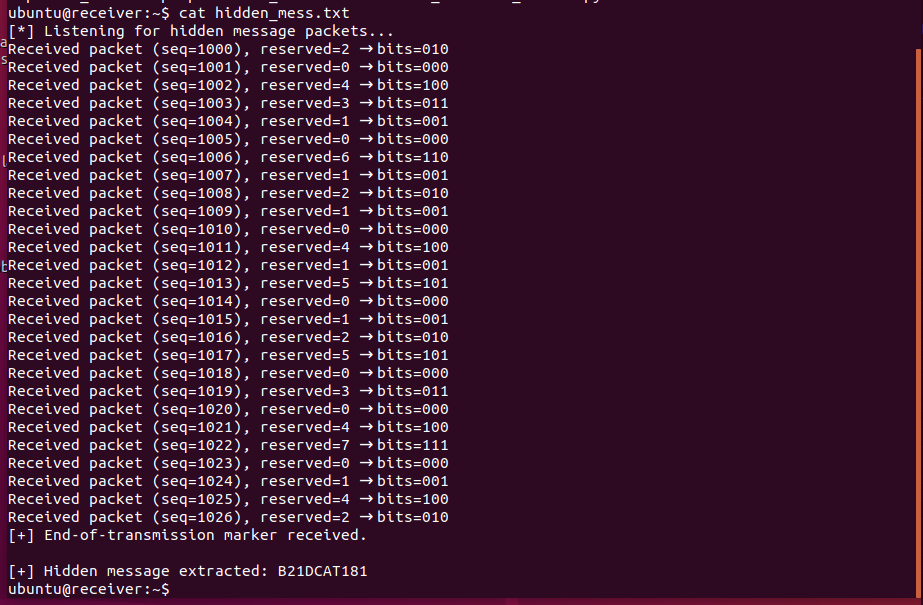 ubuntu@receiver:~$ cat hidden_mess.txt
[*] Listening for hidden message packets...
Received packet (seq=1000), reserved=2 →bits=010
Received packet (seq=1001), reserved=0 →bits=000
Received packet (seq=1002), reserved=4 →bits=100
Received packet (seq=1003), reserved=3 →bits=011
Received packet (seq=1004), reserved=1 →bits=001
Received packet (seq=1005), reserved=0 →bits=000
Received packet (seq=1006), reserved=6 →bits=110
Received packet (seq=1007), reserved=1 →bits=001
Received packet (seq=1008), reserved=2 →bits=010
Received packet (seq=1009), reserved=1 →bits=001
Received packet (seq=1010), reserved=0 →bits=000
Received packet (seq=1011), reserved=4 →bits=100
Received packet (seq=1012), reserved=1 →bits=001
Received packet (seq=1013), reserved=5 →bits=101
Received packet (seq=1014), reserved=0 →bits=000
Received packet (seq=1015), reserved=1 →bits=001
Received packet (seq=1016), reserved=2 →bits=010
Received packet (seq=1017), reserved=5 →bits=101
Received packet (seq=1018), reserved=0 →bits=000
Received packet (seq=1019), reserved=3 →bits=011
Received packet (seq=1020), reserved=0 →bits=000
Received packet (seq=1021), reserved=4 →bits=100
Received packet (seq=1022), reserved=7 →bits=111
Received packet (seq=1023), reserved=0 →bits=000
Received packet (seq=1024), reserved=1 →bits=001
Received packet (seq=1025), reserved=4 →bits=100
Received packet (seq=1026), reserved=2 →bits=010
[+] End-of-transmission marker received.
[+] Hidden message extracted: B21DCAT181
ubuntu@receiver:~$